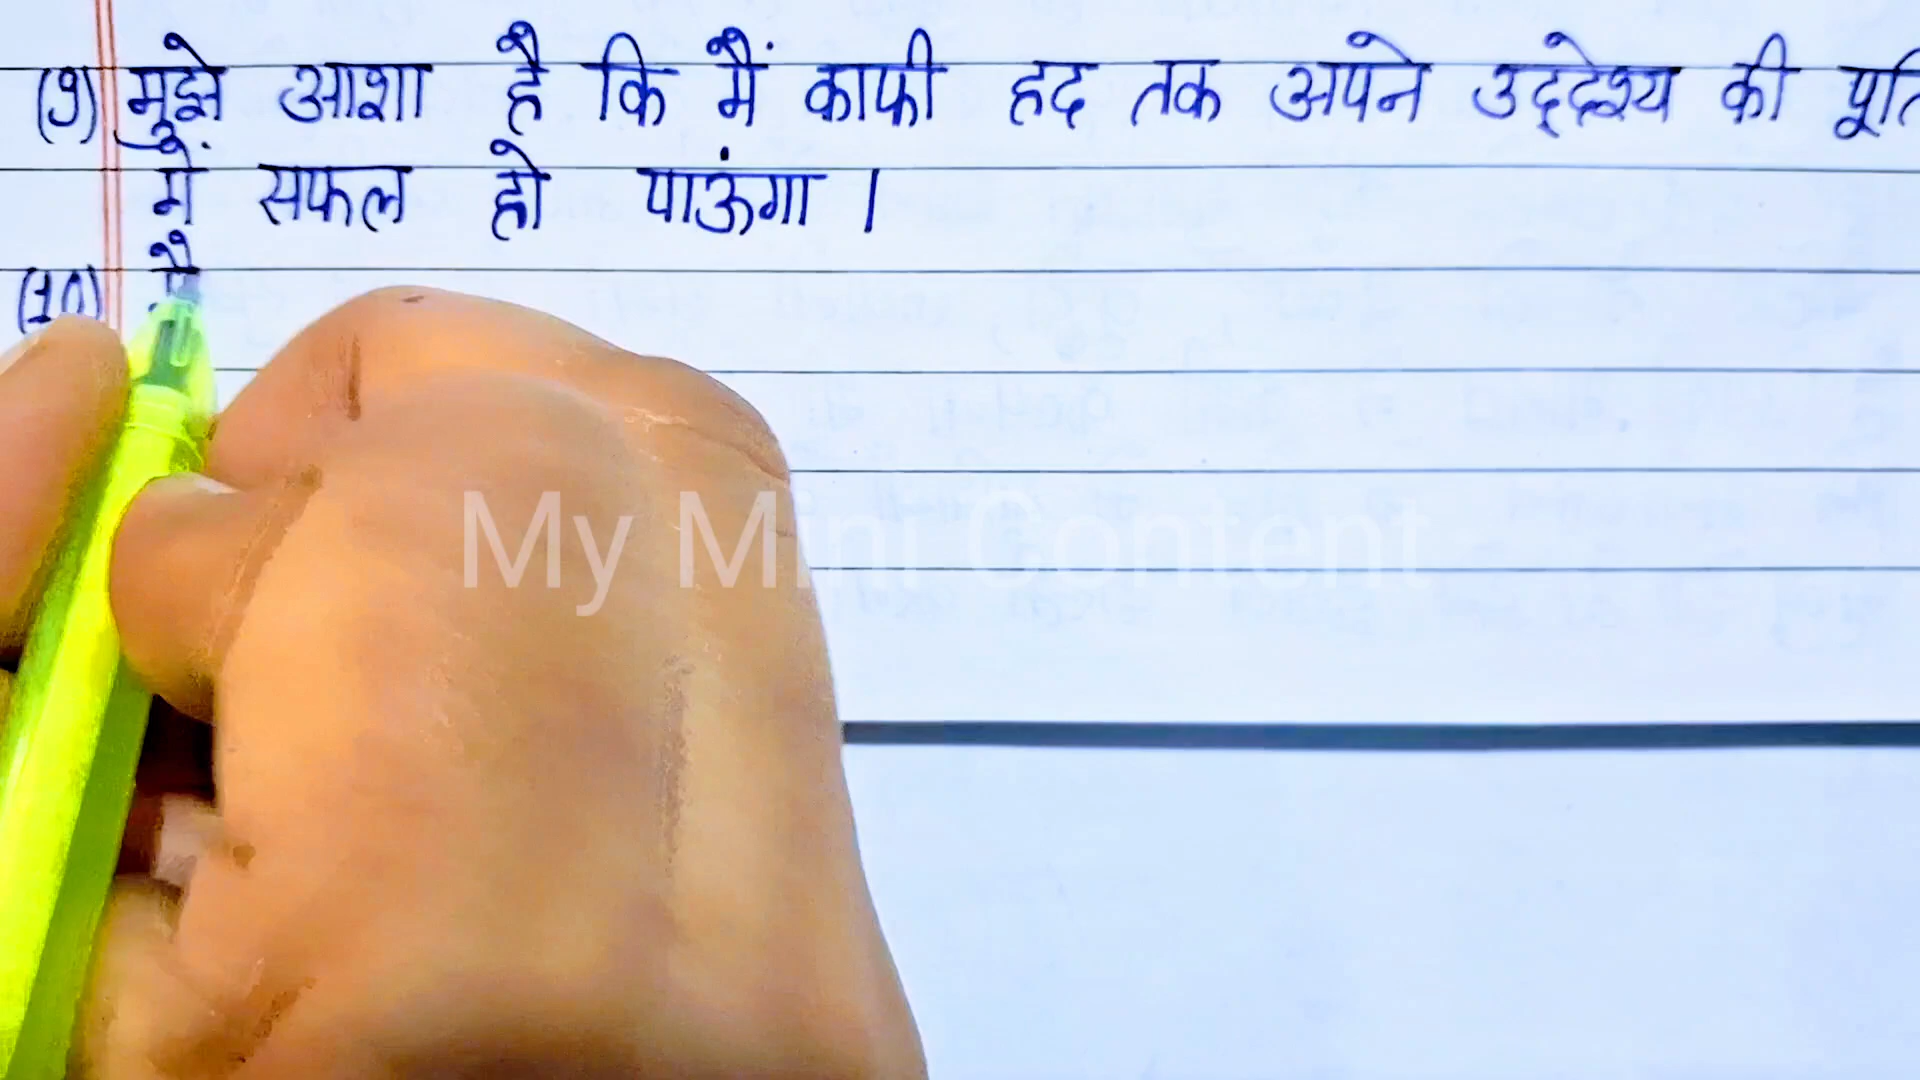 (9) मुझे आशा है कि मैं काफी हद तक अपने उद्देश्य की
में सफल हो पाऊंगा ।
(10) मै
My Mini Content